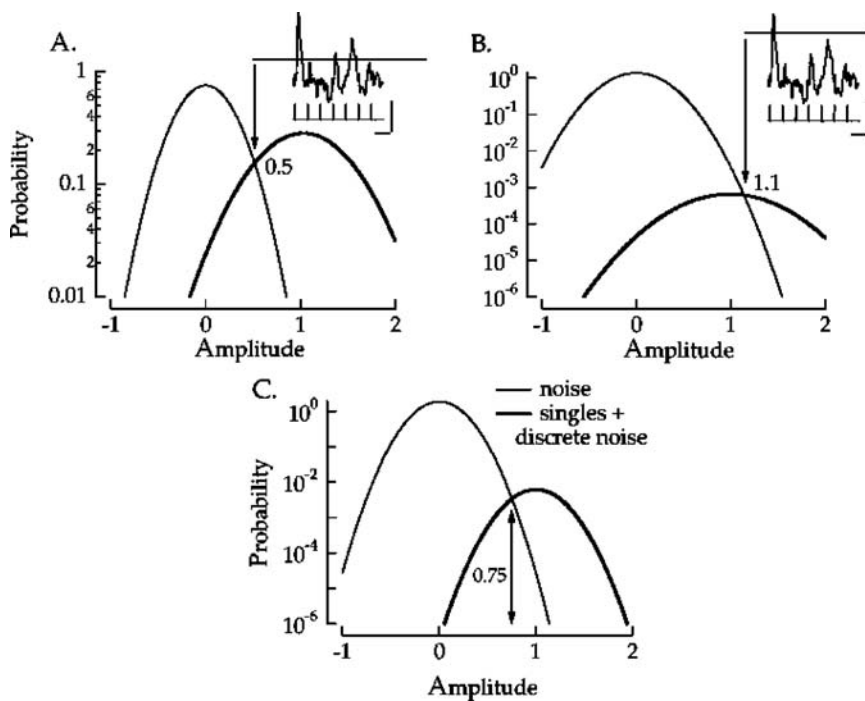 A.
1
8
6
4
2
0.1
8
6
4
2
0.01
Probability
0.5
-1 0 1 2
Amplitude
B.
10^0
10^-1
10^-2
10^-3
10^-4
10^-5
10^-6
1.1
-1 0 1 2
Amplitude
C.
noise
singles +
discrete noise
10^0
10^-2
10^-4
10^-6
Probability
0.75
-1 0 1 2
Amplitude